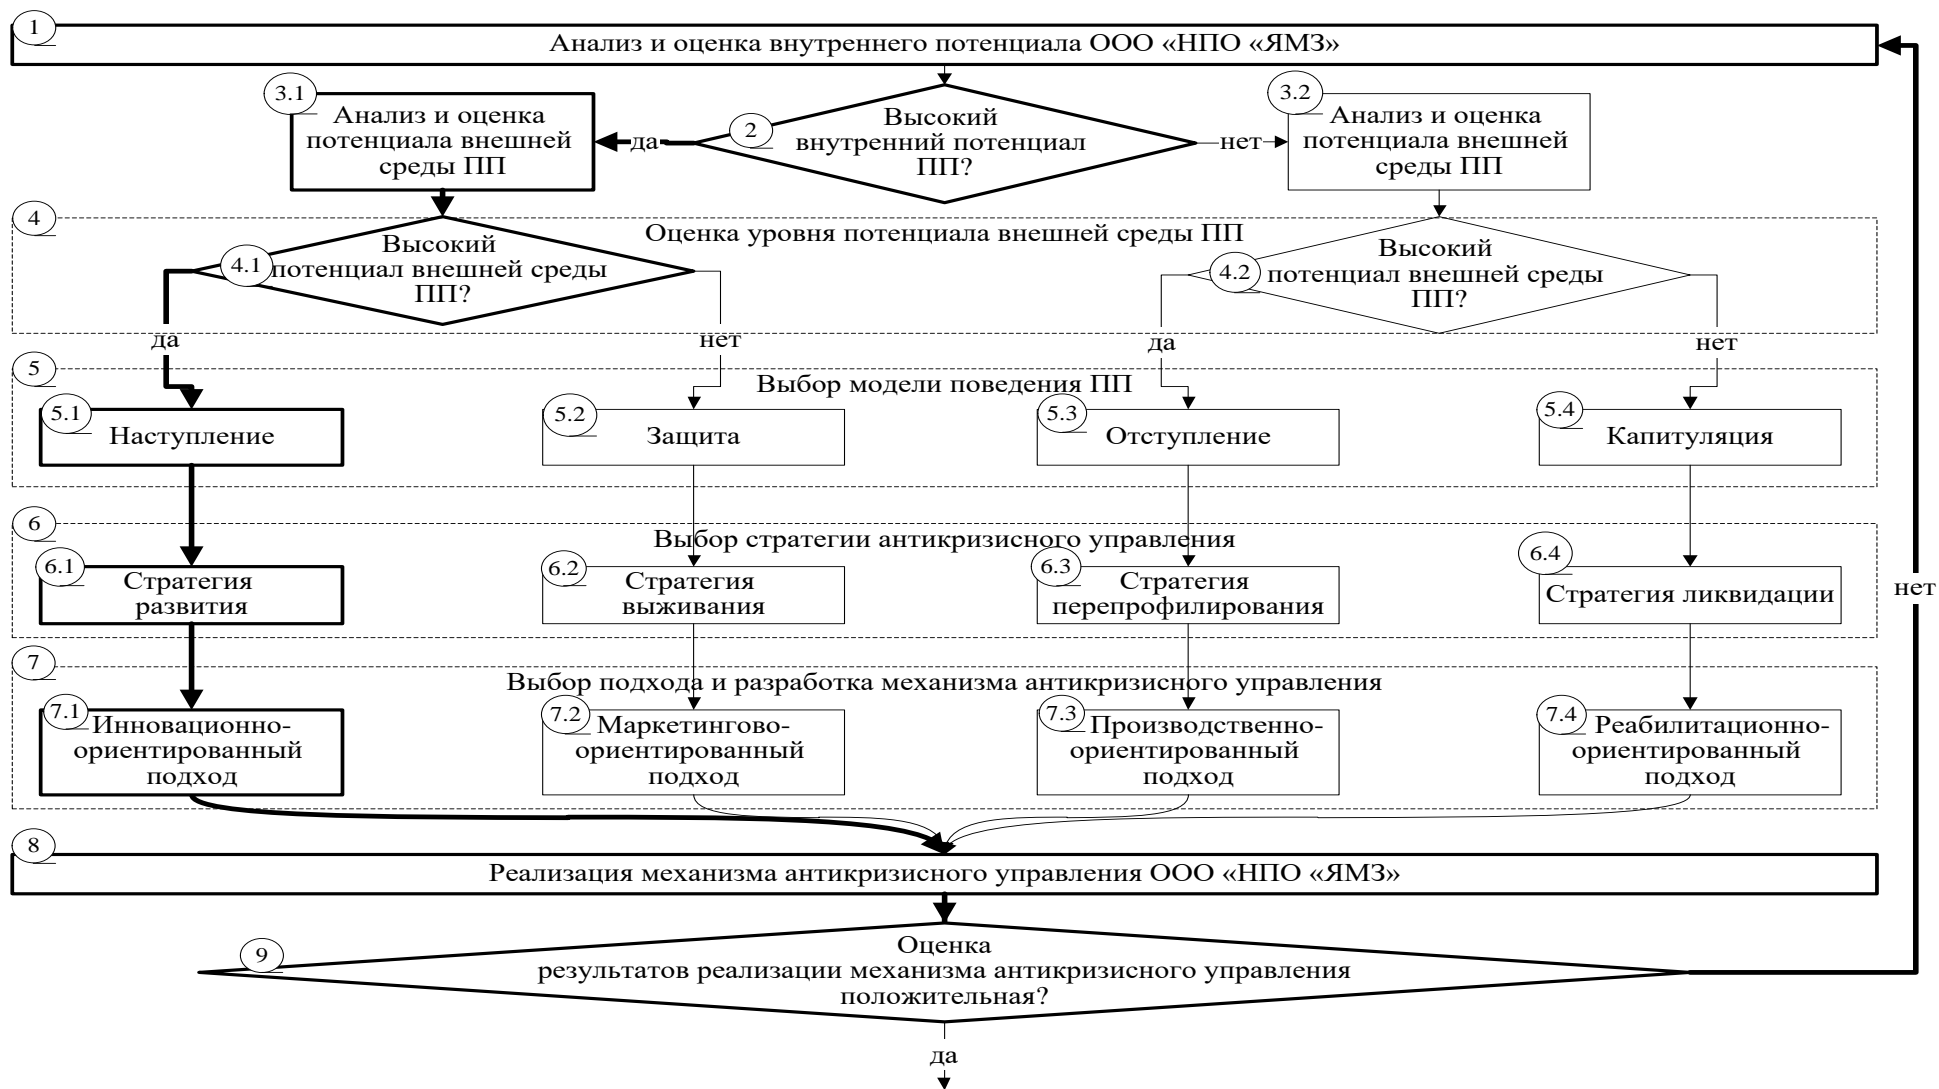 1
Анализ и оценка внутреннего потенциала ООО «НПО «ЯМЗ»
3.1
Анализ и оценка
потенциала внешней
среды ПП
да
2
Высокий
внутренний потенциал
ПП?
нет
3.2
Анализ и оценка
потенциала внешней
среды ПП
4
Оценка уровня потенциала внешней среды ПП
4.1
Высокий
потенциал внешней среды
ПП?
4.2
Высокий
потенциал внешней среды
ПП?
да
нет
да
нет
5
Выбор модели поведения ПП
5.1
Наступление
5.2
Защита
5.3
Отступление
5.4
Капитуляция
6
Выбор стратегии антикризисного управления
6.1
Стратегия
развития
6.2
Стратегия
выживания
6.3
Стратегия
перепрофилирования
6.4
Стратегия ликвидации
нет
7
Выбор подхода и разработка механизма антикризисного управления
7.1
Инновационно-
ориентированный
подход
7.2
Маркетингово-
ориентированный
подход
7.3
Производственно-
ориентированный
подход
7.4
Реабилитационно-
ориентированный
подход
8
Реализация механизма антикризисного управления ООО «НПО «ЯМЗ»
9
Оценка
результатов реализации механизма антикризисного управления
положительная?
да